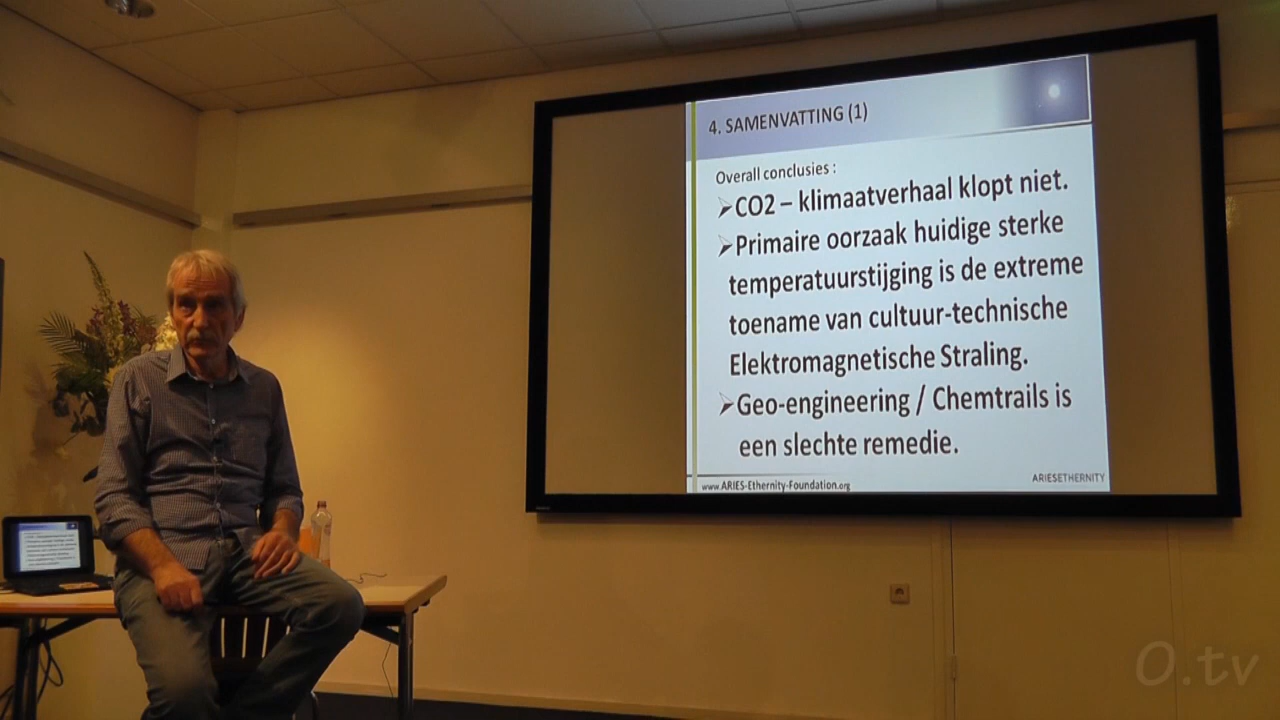 4. SAMENVATTING (1)
Overall conclusies :
➢CO2 – klimaatverhaal klopt niet.
➢Primaire oorzaak huidige sterke
temperatuurstijging is de extreme
toename van cultuur-technische
Elektromagnetische Straling.
➢Geo-engineering / Chemtrails is
een slechte remedie.
www.ARIES-Ethernity-Foundation.org
ARIESETHERNITY
O.tv